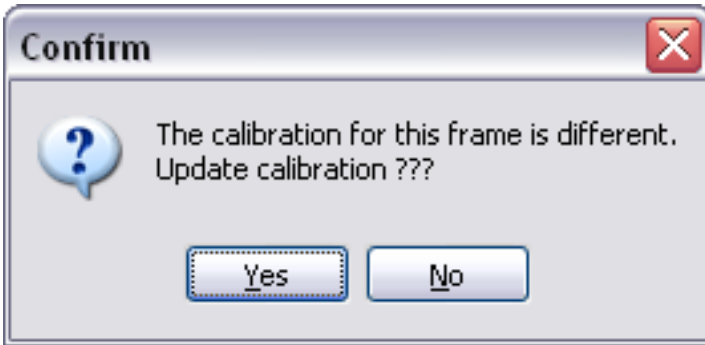 Confirm
The calibration for this frame is different.
Update calibration ???
Yes
No